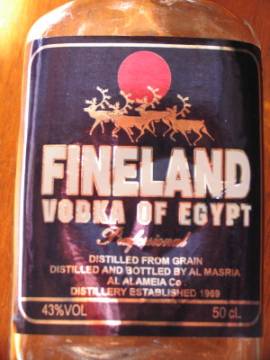 FINELAND
VODKA OF EGYPT
Professional
DISTILLED FROM GRAIN
DISTILLED AND BOTTLED BY AL MASRIA
AL ALAMEIA Co
DISTILLERY ESTABLISHED 1969
43%VOL 50 cL.